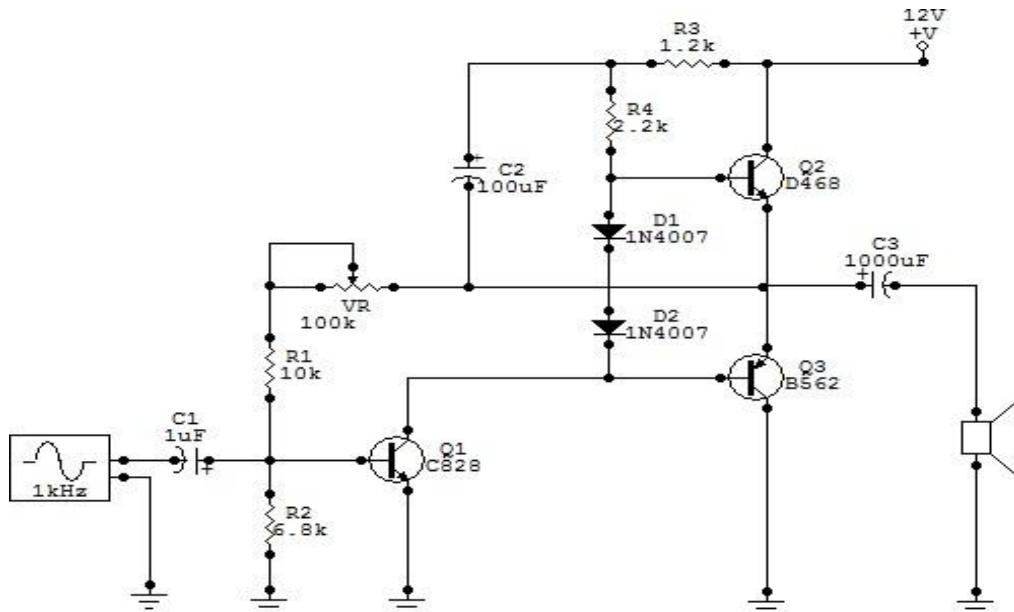 12V
+V
R3
1.2k
R4
2.2k
Q2
D468
C2
100uF
D1
1N4007
C3
1000uF
VR
100k
D2
1N4007
R1
10k
Q3
B562
C1
1uF
Q1
C828
1kHz
R2
6.8k
+
+
+